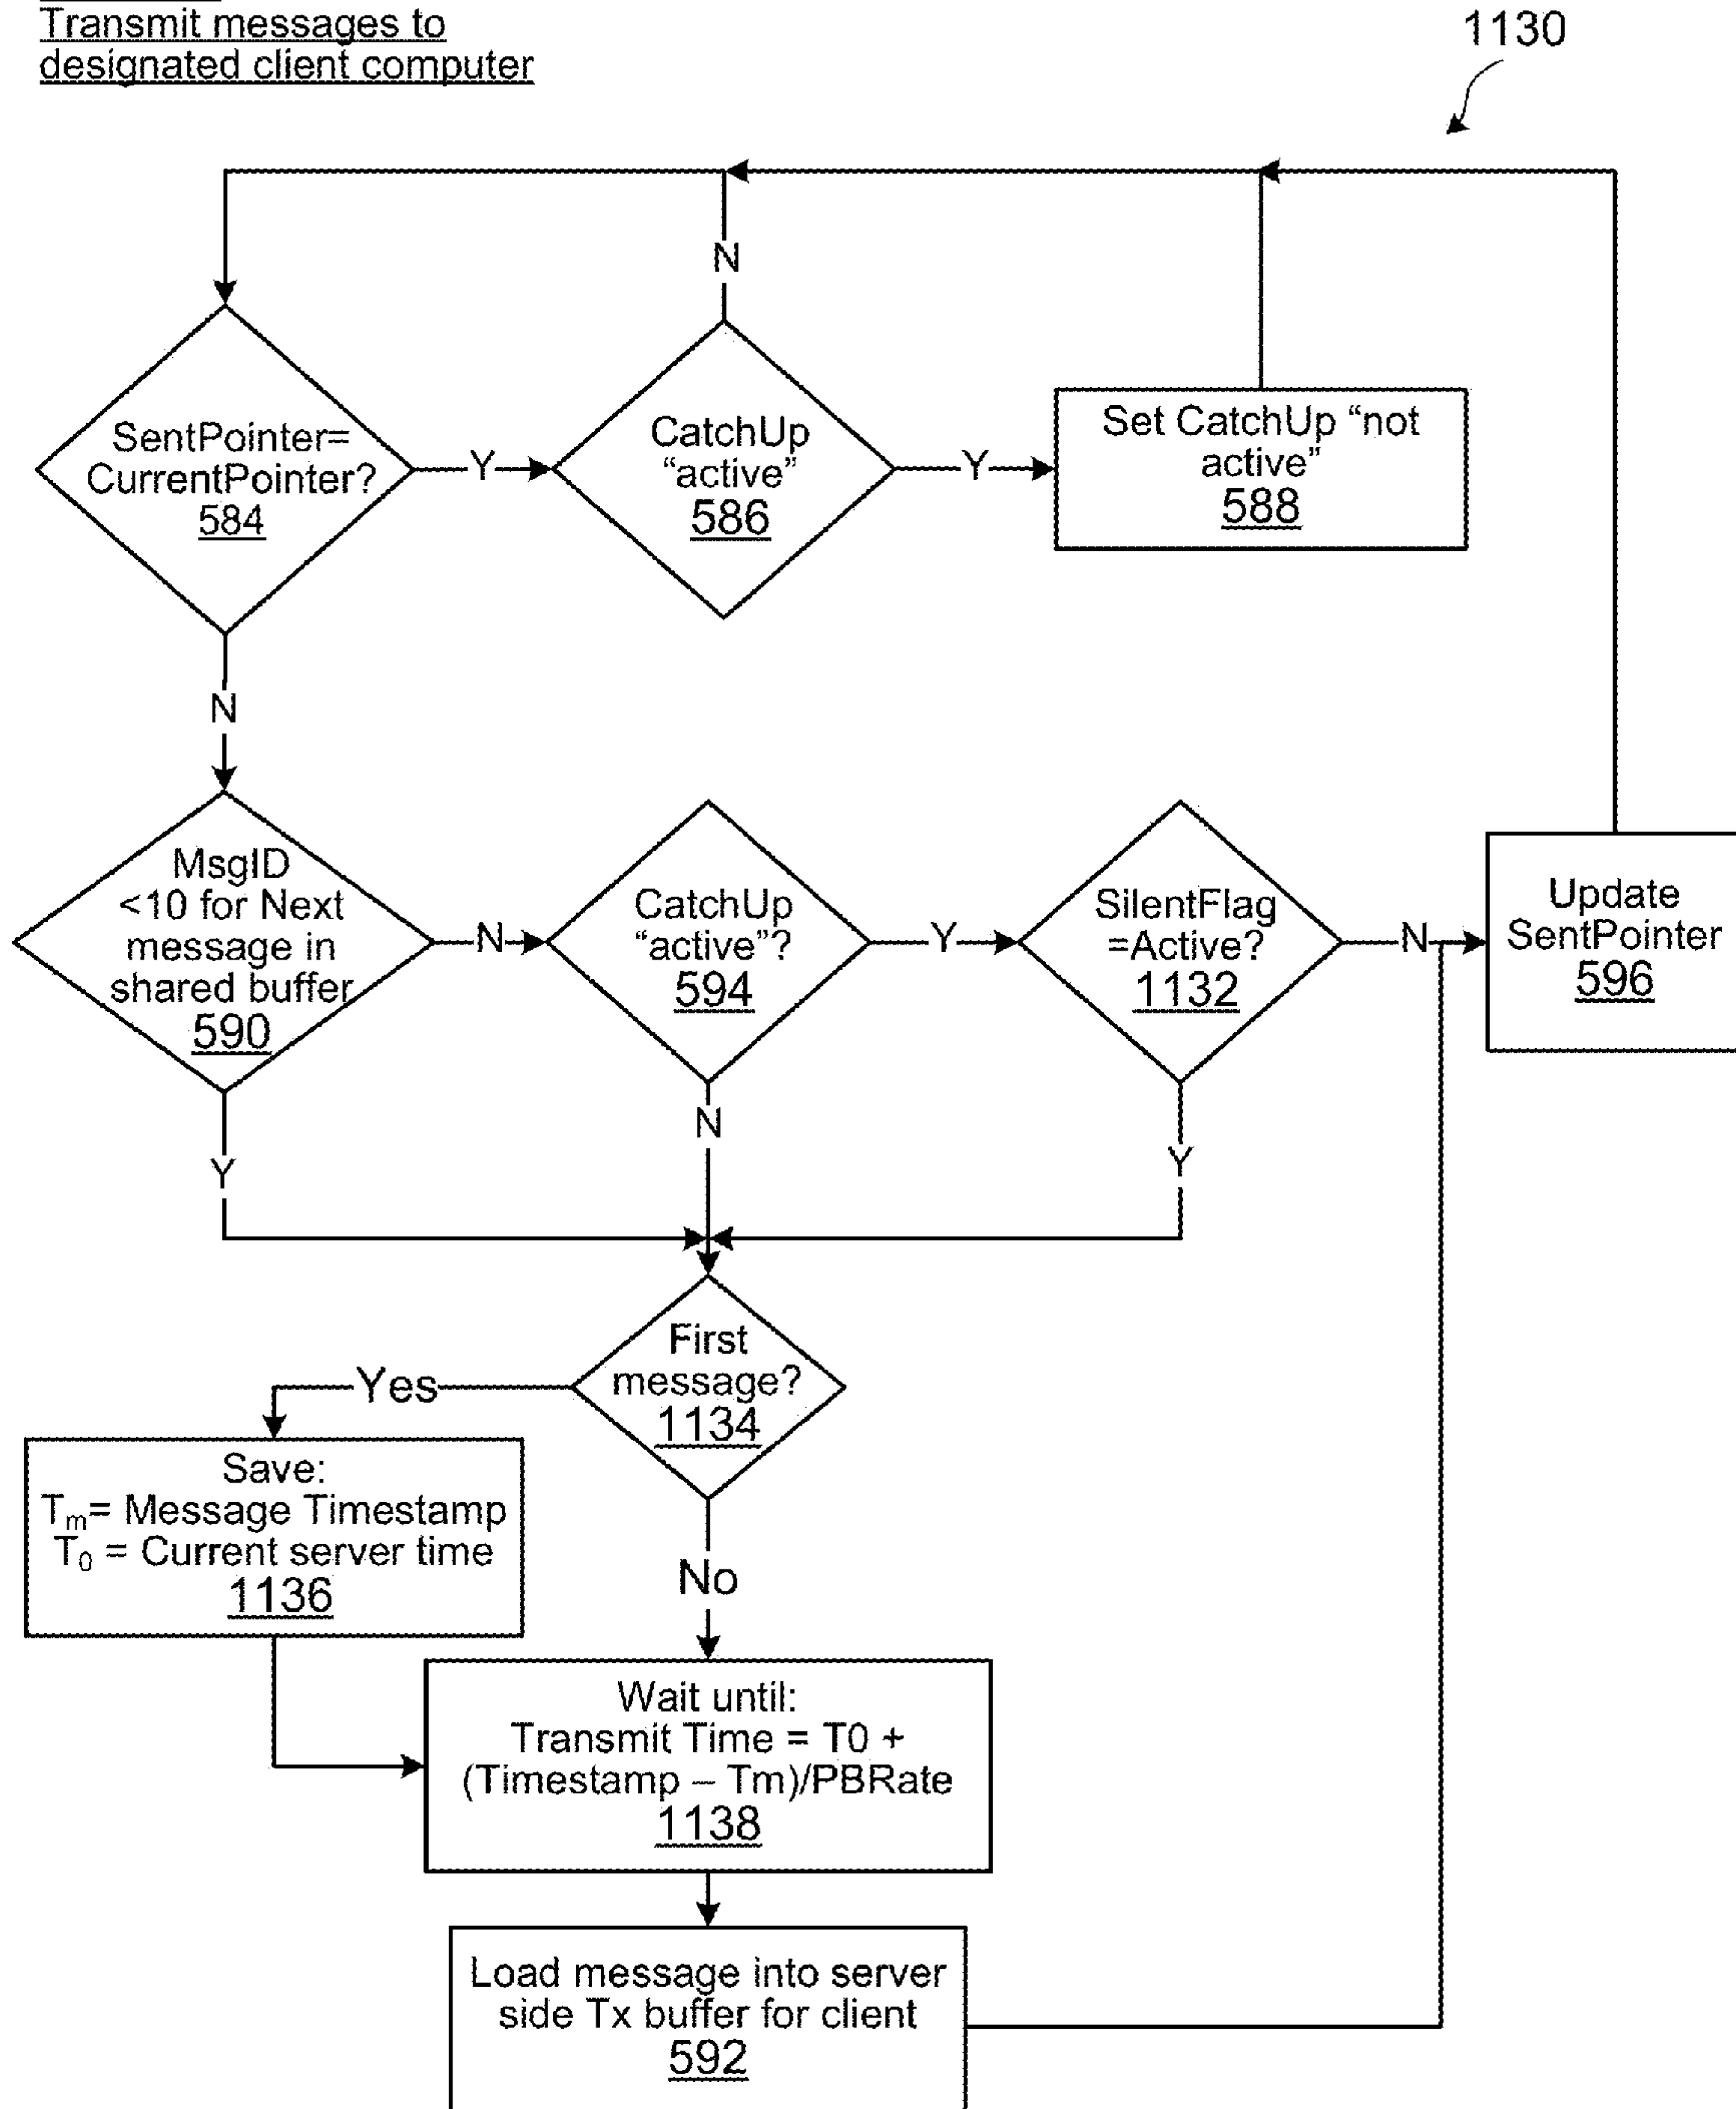 Transmit messages to
designated client computer
1130
N
SentPointer=
CurrentPointer?
584
Y
CatchUp
“active”
586
Y
Set CatchUp “not
active”
588
N
MsgID
<10 for Next
message in
shared buffer
590
N
CatchUp
“active”?
594
Y
SilentFlag
=Active?
1132
N
Update
SentPointer
596
Y
N
Y
First
message?
1134
Yes
Save:
Tm= Message Timestamp
T0 = Current server time
1136
No
Wait until:
Transmit Time = T0 +
(Timestamp – Tm)/PBRate
1138
Load message into server
side Tx buffer for client
592